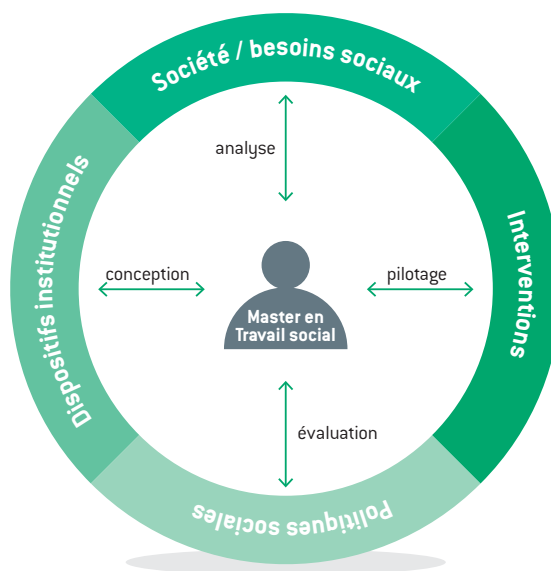 Société / besoins sociaux
analyse
Dispositifs institutionnels
conception
Master en
Travail social
pilotage
Interventions
évaluation
Politiques sociales